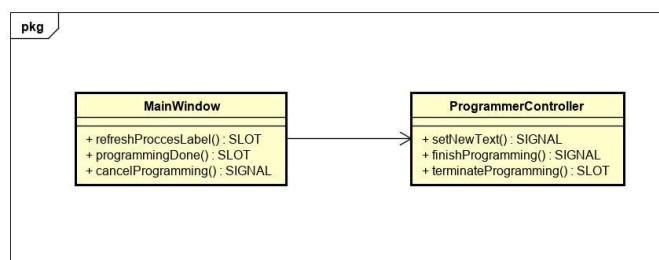 pkg
MainWindow
+ refreshProccesLabel() : SLOT
+ programmingDone() : SLOT
+ cancelProgramming() : SIGNAL
ProgrammerController
+ setNewText() : SIGNAL
+ finishProgramming() : SIGNAL
+ terminateProgramming() : SLOT